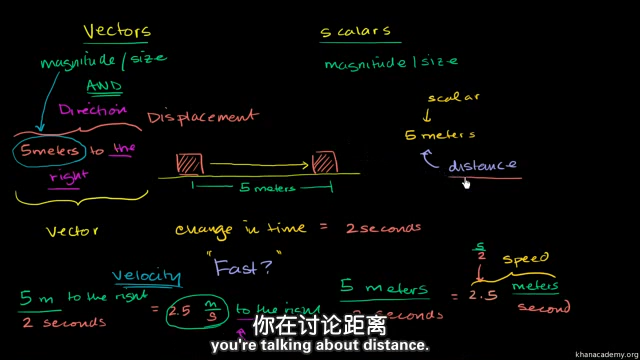 Vectors
magnitude/size
AND
Direction
Displacement
5 meters to the
right
vector
scalars
magnitude/size
scalar
5 meters
distance
5 meters
change in time = 2 seconds
"Fast?"
Velocity
5 m to the right
2 seconds
= 2.5 m/s to the right
5 meters
2 seconds
= 2.5 meters
second
5
2
speed
你在讨论距离
you're talking about distance.
khanacademy.org